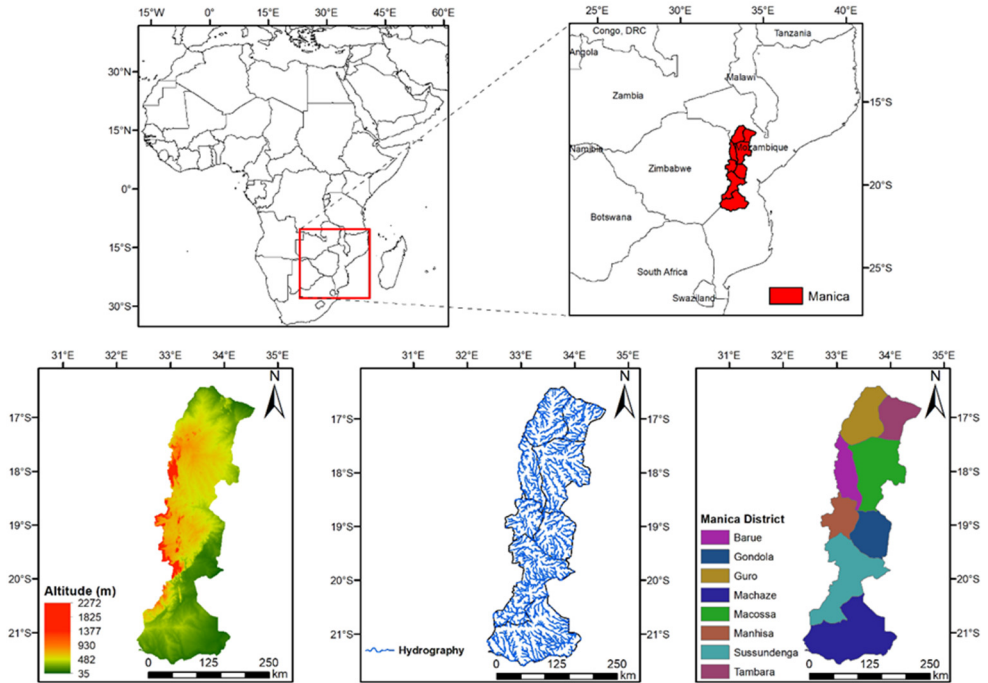 15°W 0° 15°E 30°E 45°E 60°E
30°N
15°N
0°
15°S
30°S
25°E 30°E 35°E 40°E
15°S
20°S
25°S
Congo, DRC
Tanzania
Angola
Malawi
Zambia
Namibia
Mozambique
Zimbabwe
Botswana
South Africa
Swaziland
Manica
31°E 32°E 33°E 34°E 35°E
N
17°S
18°S
19°S
20°S
21°S
Altitude (m)
2272
1825
1377
930
482
35
0 125 250
km
31°E 32°E 33°E 34°E 35°E
N
17°S
18°S
19°S
20°S
21°S
Hydrography
0 125 250
km
31°E 32°E 33°E 34°E 35°E
N
17°S
18°S
19°S
20°S
21°S
Manica District
Barue
Gondola
Guro
Machaze
Macossa
Manhisa
Sussundenga
Tambara
0 125 250
km